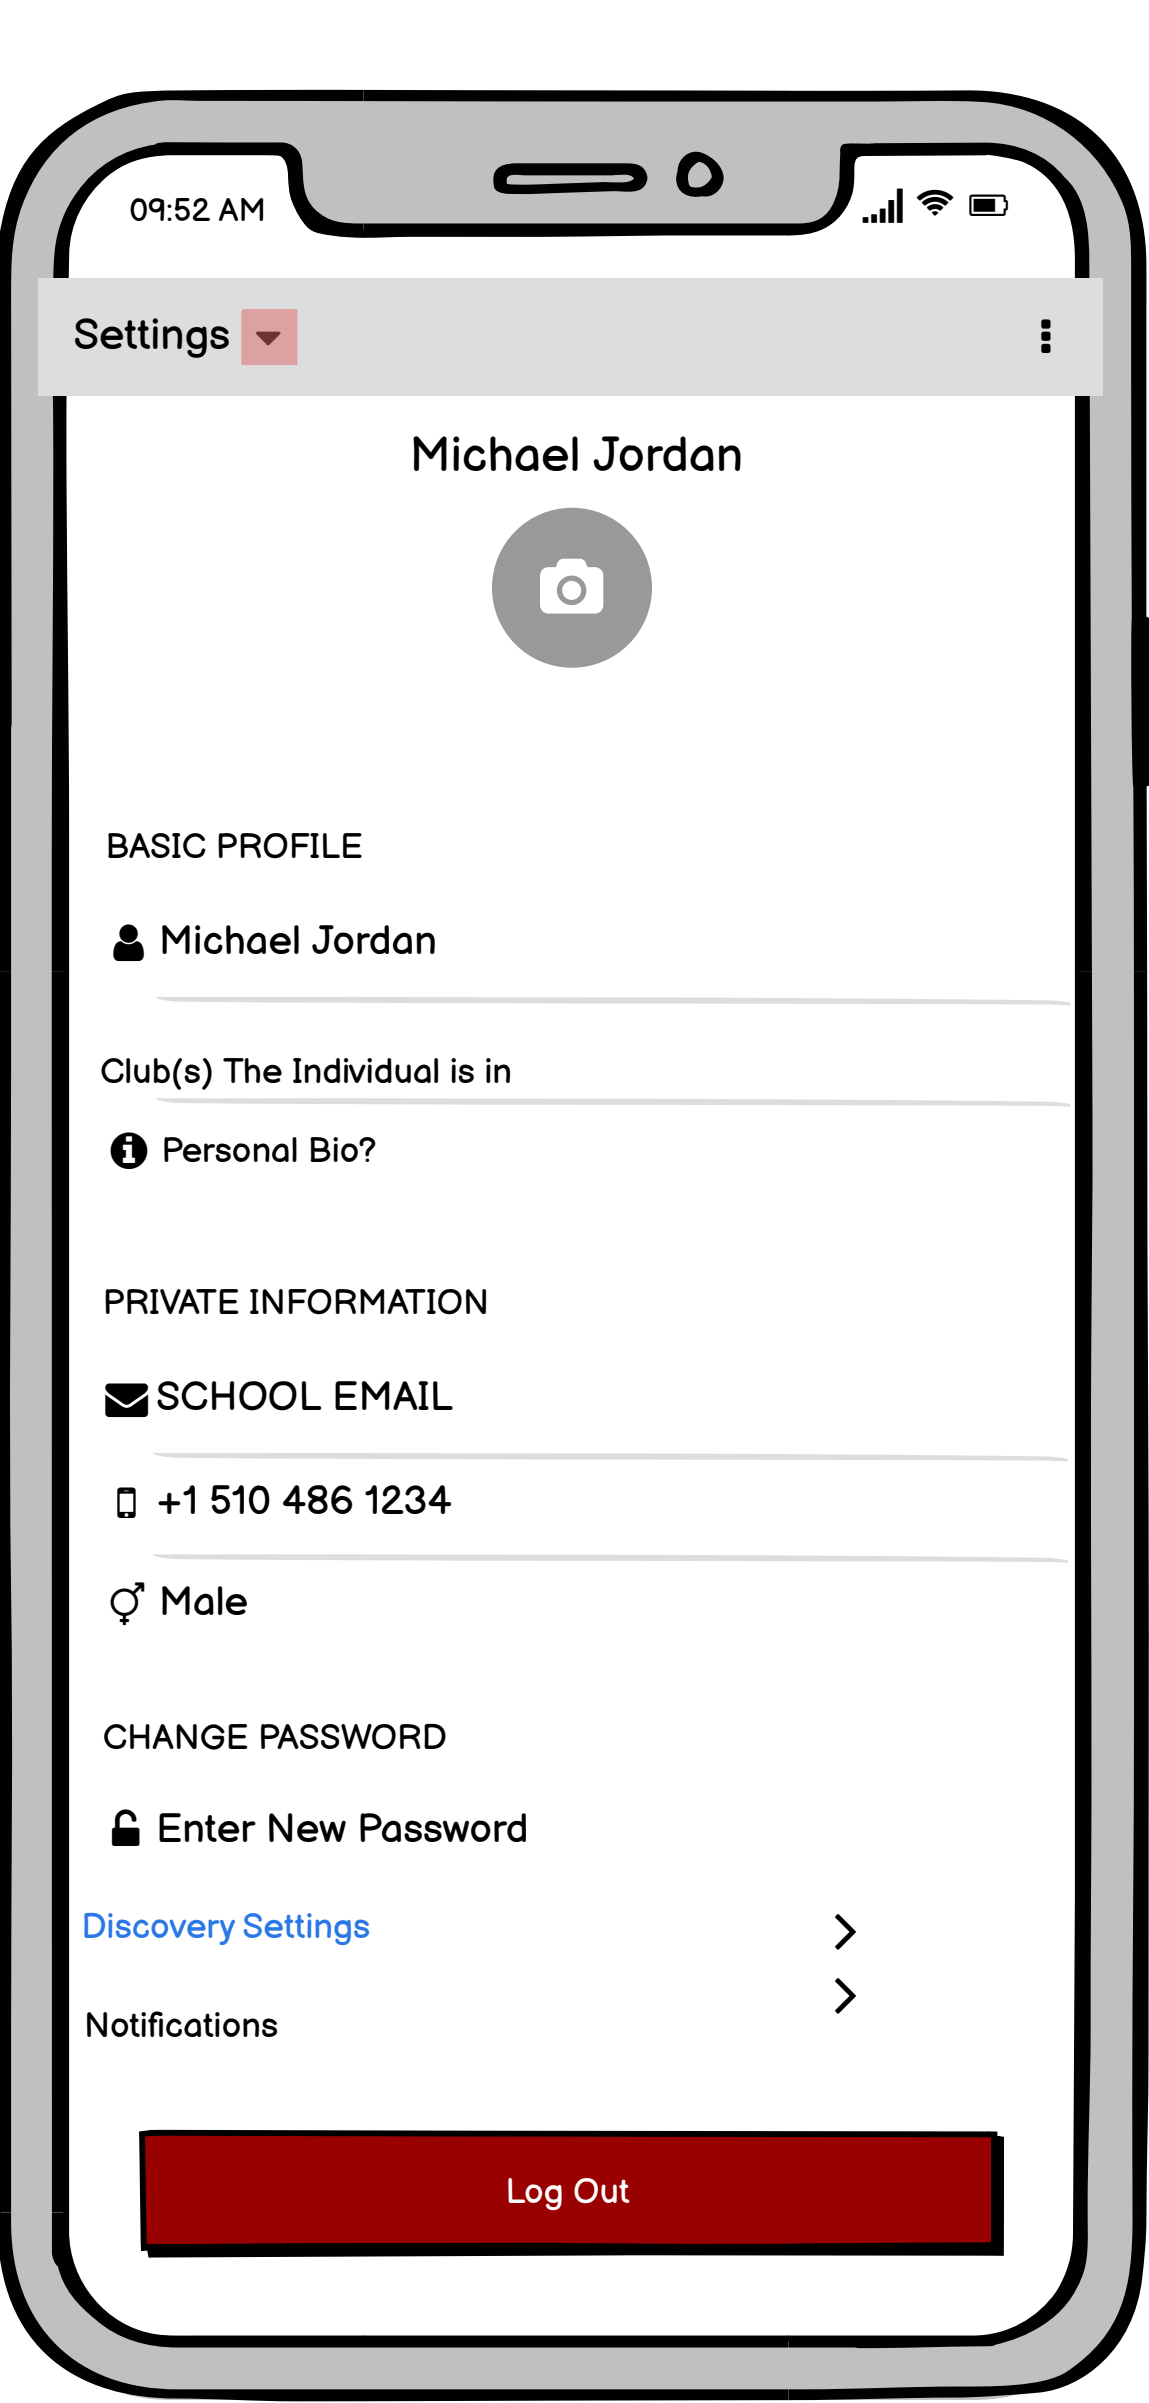 09:52 AM
Settings
Michael Jordan
BASIC PROFILE
Michael Jordan
Club(s) The Individual is in
Personal Bio?
PRIVATE INFORMATION
SCHOOL EMAIL
+1 510 486 1234
Male
CHANGE PASSWORD
Enter New Password
Discovery Settings
Notifications
Log Out